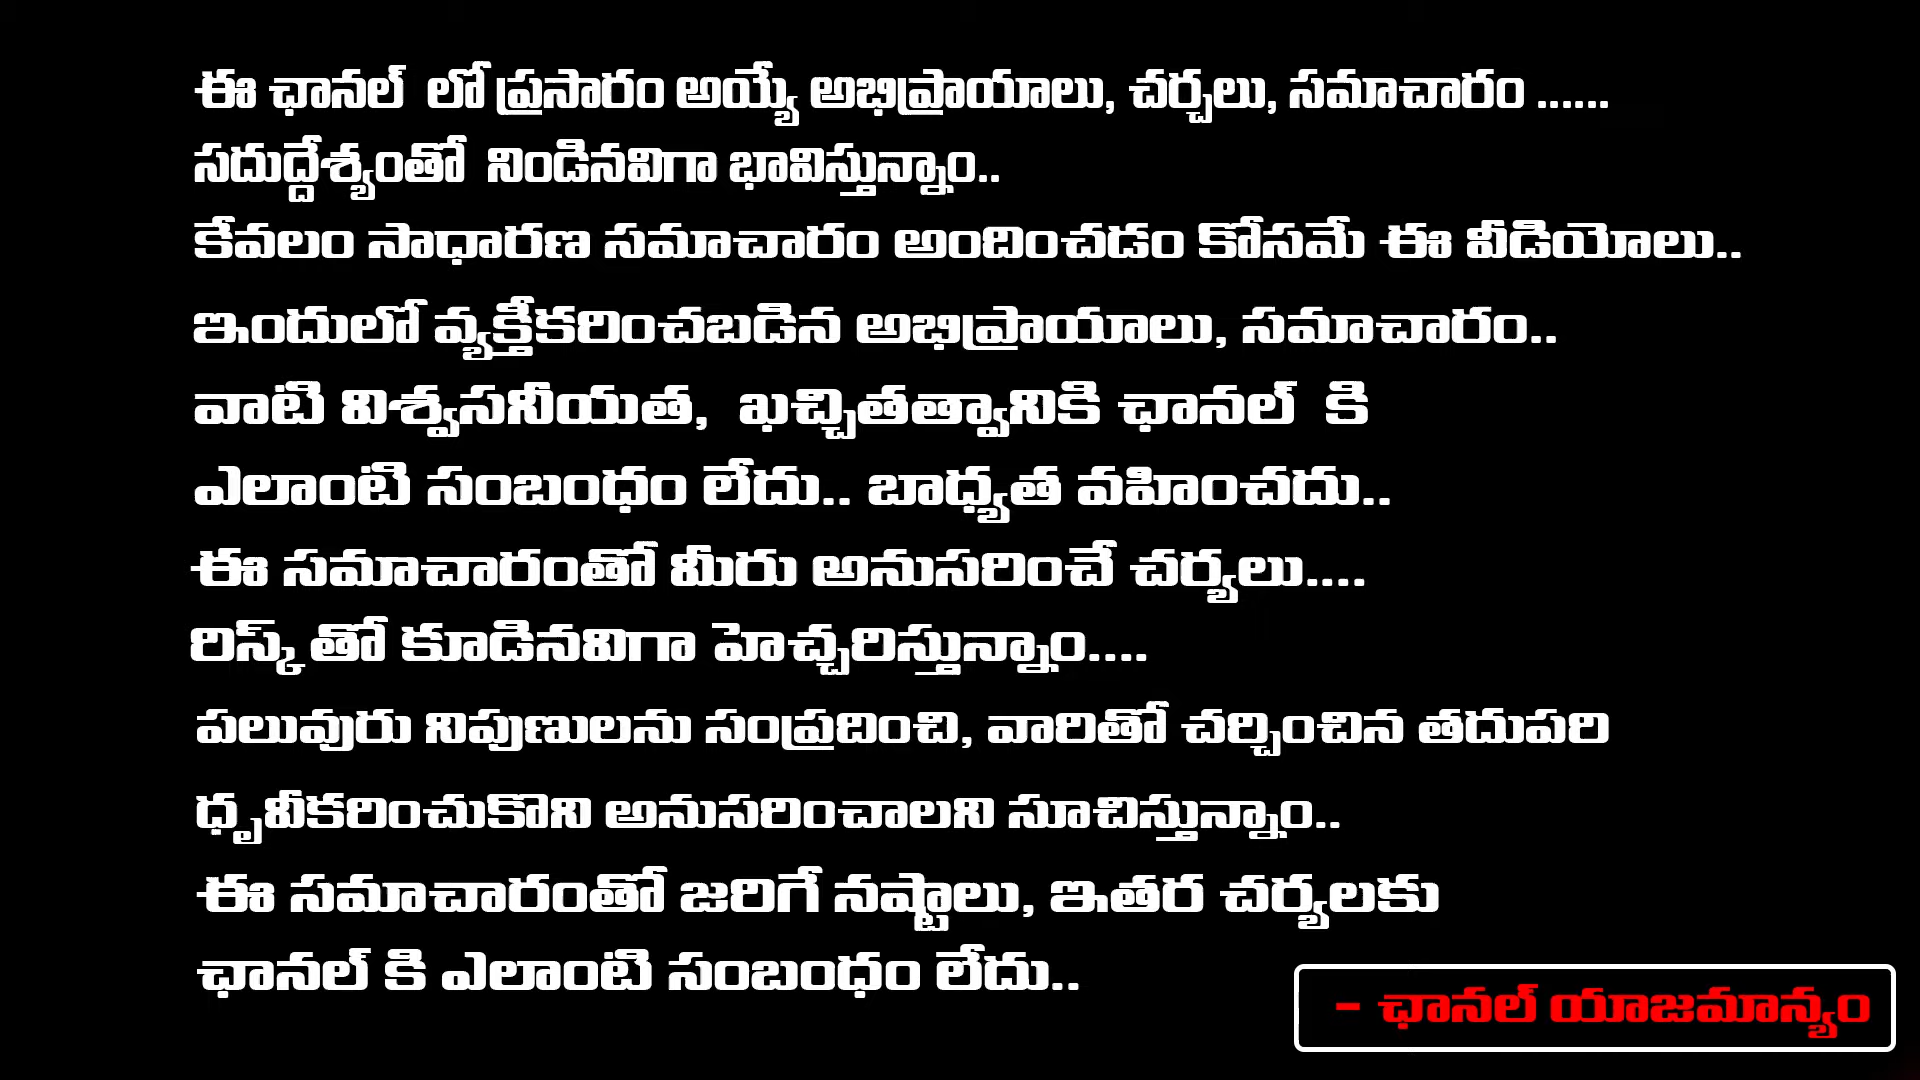 ఈ ఛానల్ లో ప్రసారం అయ్యే అభిప్రాయాలు, చర్చలు, సమాచారం ......
సదుద్దేశ్యంతో నిండినవిగా భావిస్తున్నాం..
కేవలం సాధారణ సమాచారం అందించడం కోసమే ఈ వీడియోలు..
ఇందులో వ్యక్తీకరించబడిన అభిప్రాయాలు, సమాచారం..
వాటి విశ్వసనీయత, ఖచ్చితత్వానికి ఛానల్ కి
ఎలాంటి సంబంధం లేదు.. బాధ్యత వహించదు..
ఈ సమాచారంతో మీరు అనుసరించే చర్యలు....
రిస్క్ తో కూడినవిగా హెచ్చరిస్తున్నాం....
పలువురు నిపుణులను సంప్రదించి, వారితో చర్చించిన తదుపరి
ధృవీకరించుకొని అనుసరించాలని సూచిస్తున్నాం..
ఈ సమాచారంతో జరిగే నష్టాలు, ఇతర చర్యలకు
ఛానల్ కి ఎలాంటి సంబంధం లేదు..
- ఛానల్ యాజమాన్యం